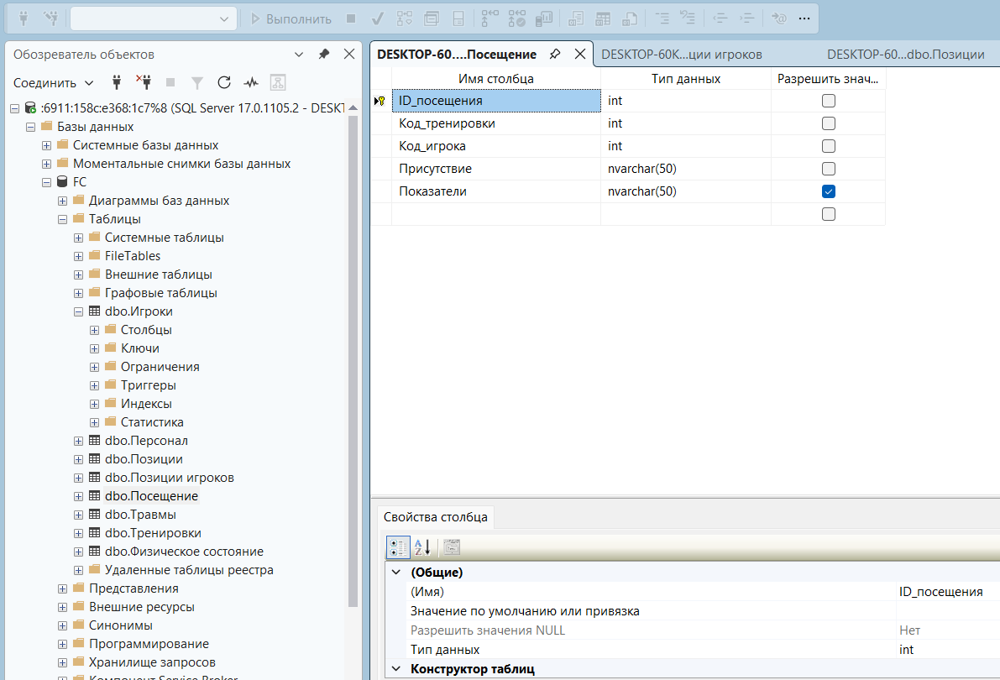 Выполнить
Обозреватель объектов
Соединить
:6911:158c:e368:1c7%8 (SQL Server 17.0.1105.2 - DESKT
Базы данных
Системные базы данных
Моментальные снимки базы данных
FC
Диаграммы баз данных
Таблицы
Системные таблицы
FileTables
Внешние таблицы
Графовые таблицы
dbo.Игроки
Столбцы
Ключи
Ограничения
Триггеры
Индексы
Статистика
dbo.Персонал
dbo.Позиции
dbo.Позиции игроков
dbo.Посещение
dbo.Травмы
dbo.Тренировки
dbo.Физическое состояние
Удаленные таблицы реестра
Представления
Внешние ресурсы
Синонимы
Программирование
Хранилище запросов
Компонент Service Broker
DESKTOP-60....Посещение DESKTOP-60K...ции игроков DESKTOP-60...dbo.Позиции
Имя столбца Тип данных Разрешить знач...
ID_посещения int
Код_тренировки int
Код_игрока int
Присутствие nvarchar(50)
Показатели nvarchar(50)
Свойства столбца
(Общие)
(Имя) ID_посещения
Значение по умолчанию или привязка
Разрешить значения NULL Нет
Тип данных int
Конструктор таблиц